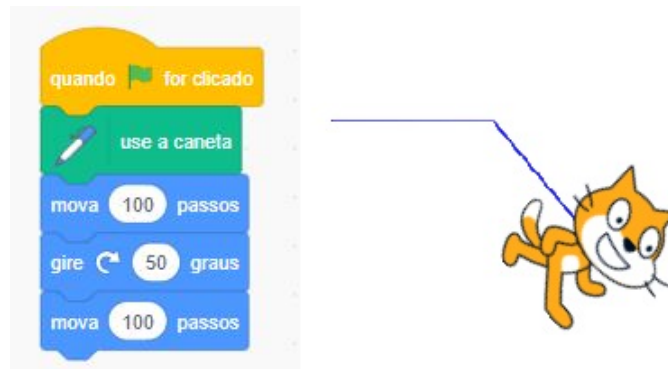 quando for clicado
use a caneta
mova 100 passos
gire 50 graus
mova 100 passos